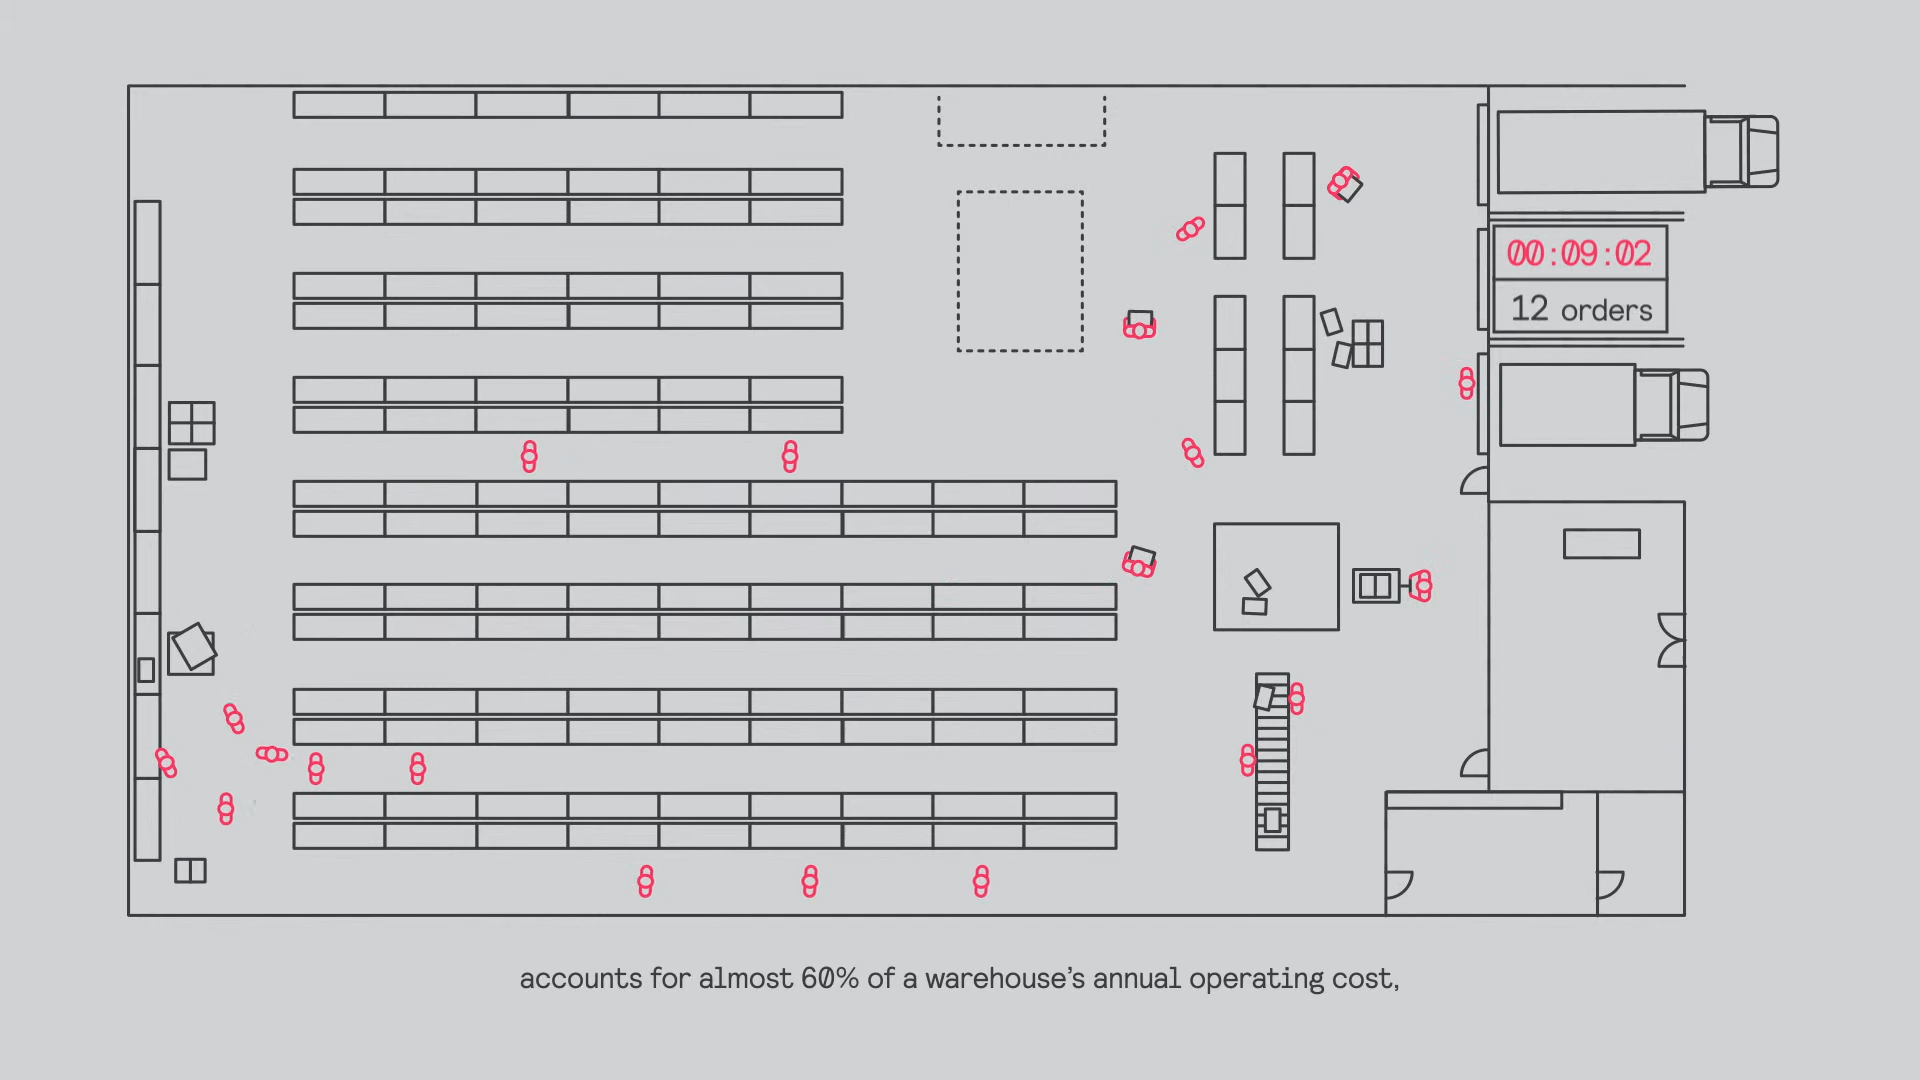 00:09:02
12 orders
accounts for almost 60% of a warehouse’s annual operating cost,